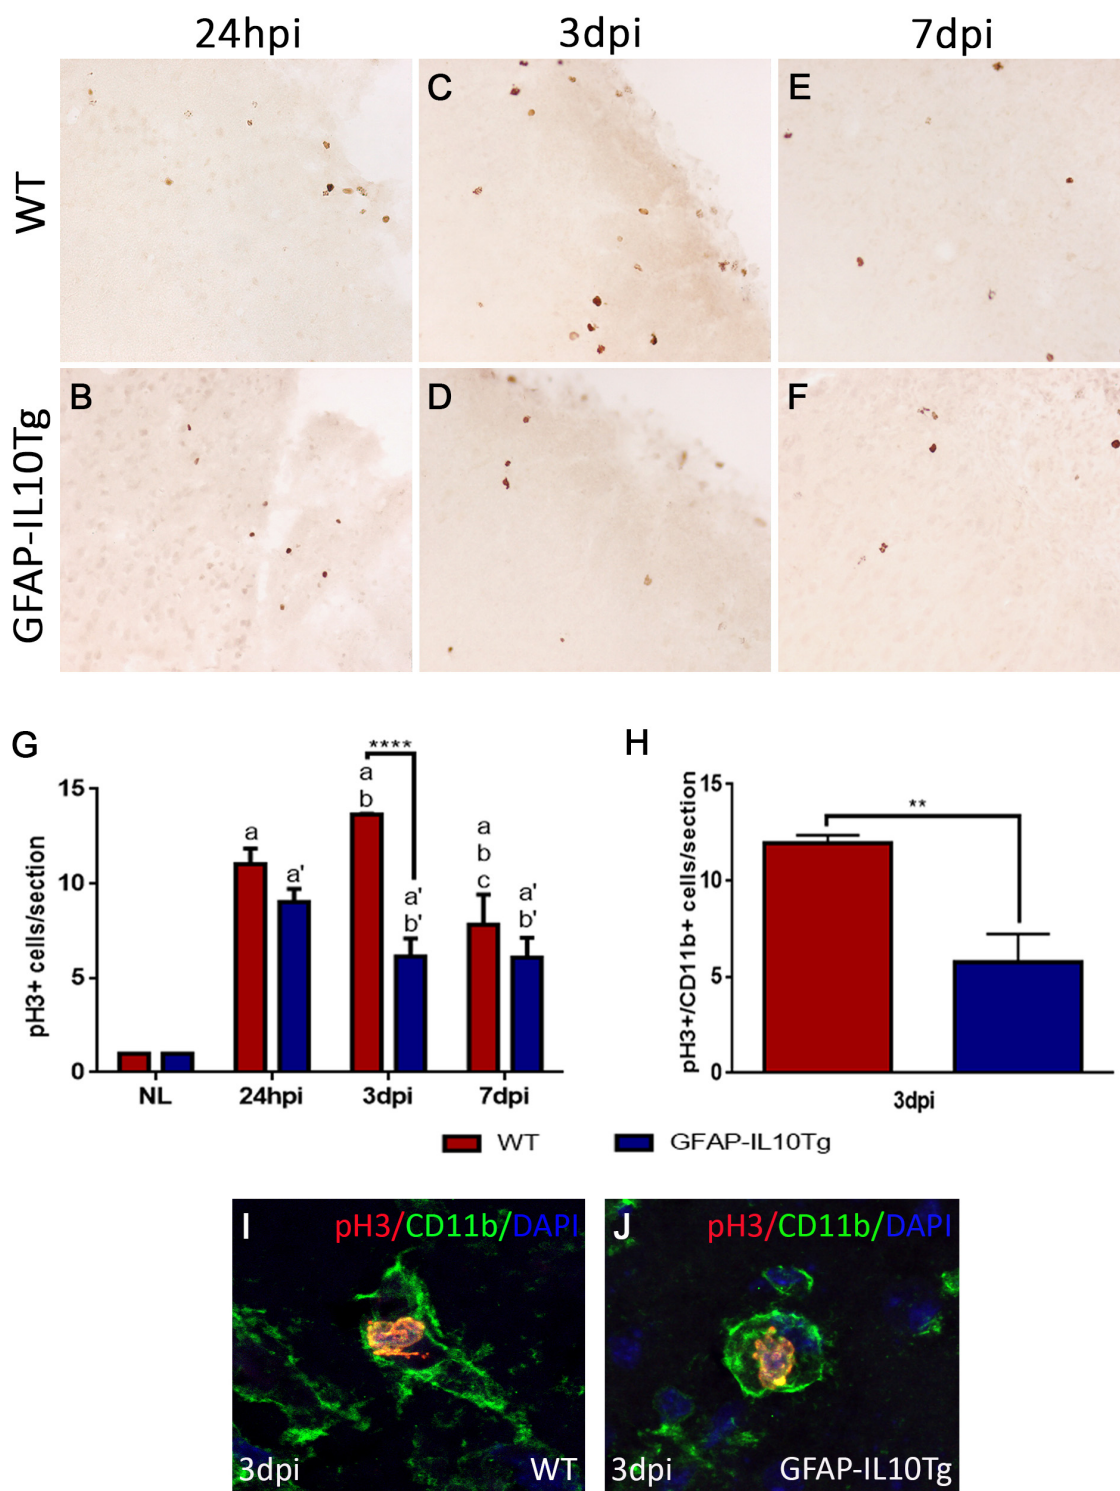 24hpi 3dpi 7dpi
WT
C
E
GFAP-IL10Tg
B
D
F
G
H
pH3+ cells/section
15
10
5
0
a
a'
****
a
b
a'
b'
a
b
c
a'
b'
NL 24hpi 3dpi 7dpi
pH3+/CD11b+ cells/section
15
10
5
0
**
3dpi
WT GFAP-IL10Tg
I pH3/CD11b/DAPI
3dpi WT
J pH3/CD11b/DAPI
3dpi GFAP-IL10Tg